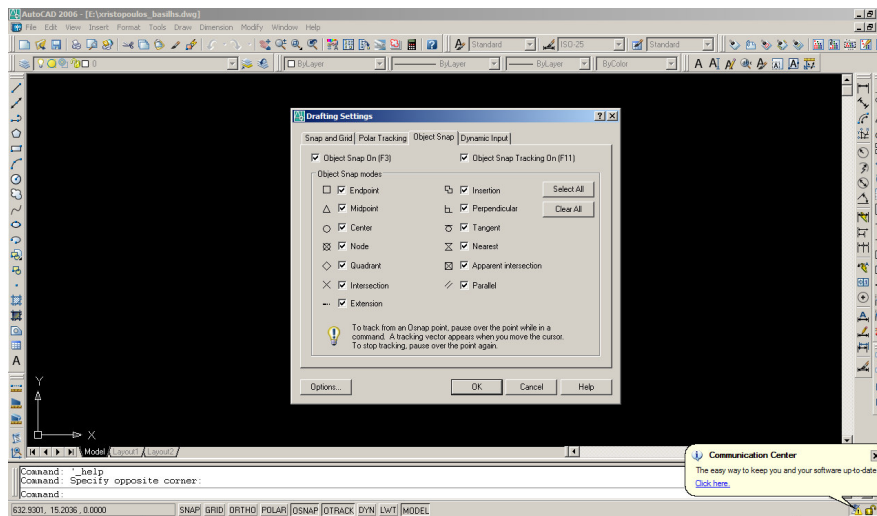 AutoCAD 2006 - [E:\xristopoulos_basilhs.dwg]
File Edit View Insert Format Tools Draw Dimension Modify Window Help
Standard ISO-25 Standard
0 ByLayer ByLayer ByLayer ByColor
Drafting Settings
Snap and Grid Polar Tracking Object Snap Dynamic Input
Object Snap On (F3) Object Snap Tracking On (F11)
Object Snap modes
Endpoint Insertion Select All
Midpoint Perpendicular Clear All
Center Tangent
Node Nearest
Quadrant Apparent intersection
Intersection Parallel
Extension
To track from an Osnap point, pause over the point while in a
command. A tracking vector appears when you move the cursor.
To stop tracking, pause over the point again.
Options... OK Cancel Help
Y
X
Model Layout1 Layout2
Command: '_help
Command: Specify opposite corner:
Command:
Communication Center
The easy way to keep you and your software up-to-date
Click here.
632.9301, 15.2036 , 0.0000 SNAP GRID ORTHO POLAR OSNAP OTRACK DYN LWT MODEL